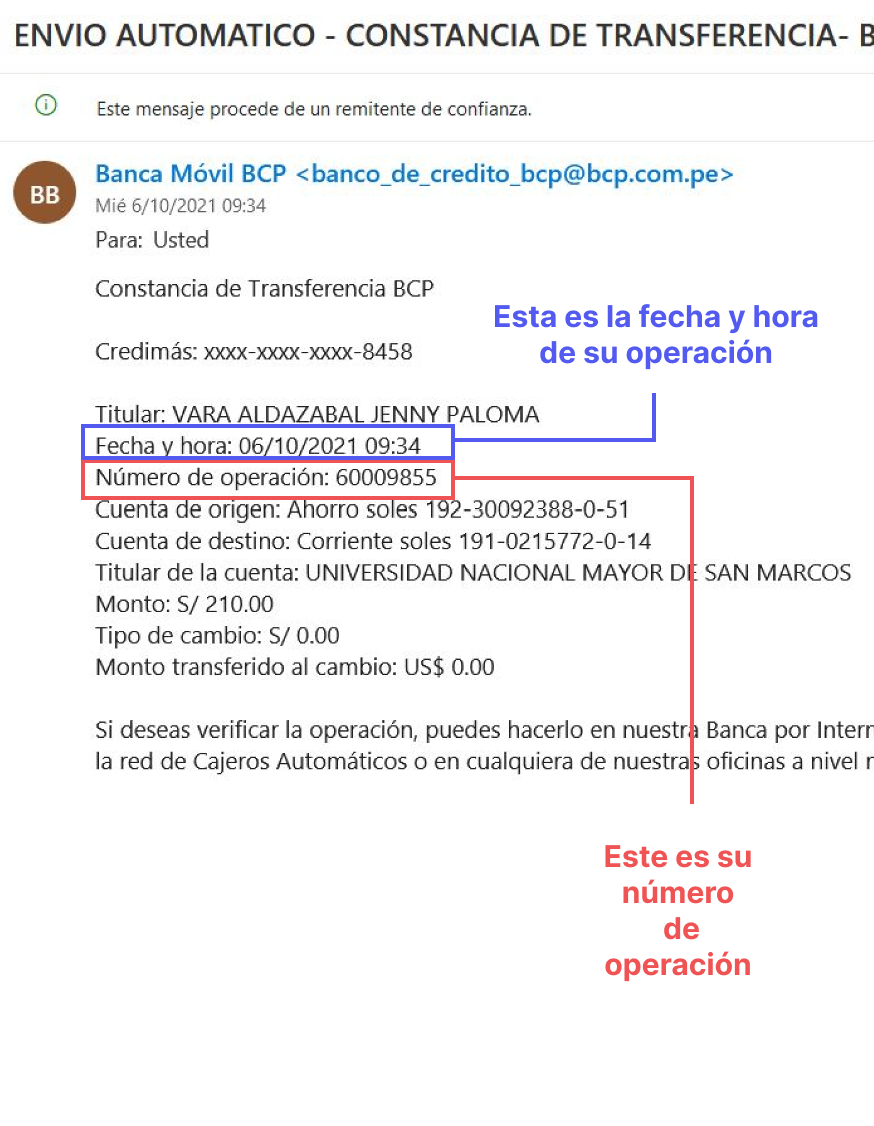 ENVIO AUTOMATICO - CONSTANCIA DE TRANSFERENCIA- B
Este mensaje procede de un remitente de confianza.
BB
Banca Móvil BCP <banco_de_credito_bcp@bcp.com.pe>
Mié 6/10/2021 09:34
Para: Usted
Constancia de Transferencia BCP
Esta es la fecha y hora
de su operación
Credimás: xxxx-xxxx-xxxx-8458
Titular: VARA ALDAZABAL JENNY PALOMA
Fecha y hora: 06/10/2021 09:34
Número de operación: 60009855
Cuenta de origen: Ahorro soles 192-30092388-0-51
Cuenta de destino: Corriente soles 191-0215772-0-14
Titular de la cuenta: UNIVERSIDAD NACIONAL MAYOR DE SAN MARCOS
Monto: S/ 210.00
Tipo de cambio: S/ 0.00
Monto transferido al cambio: US$ 0.00
Si deseas verificar la operación, puedes hacerlo en nuestra Banca por Intern
la red de Cajeros Automáticos o en cualquiera de nuestras oficinas a nivel
Este es su
número
de
operación